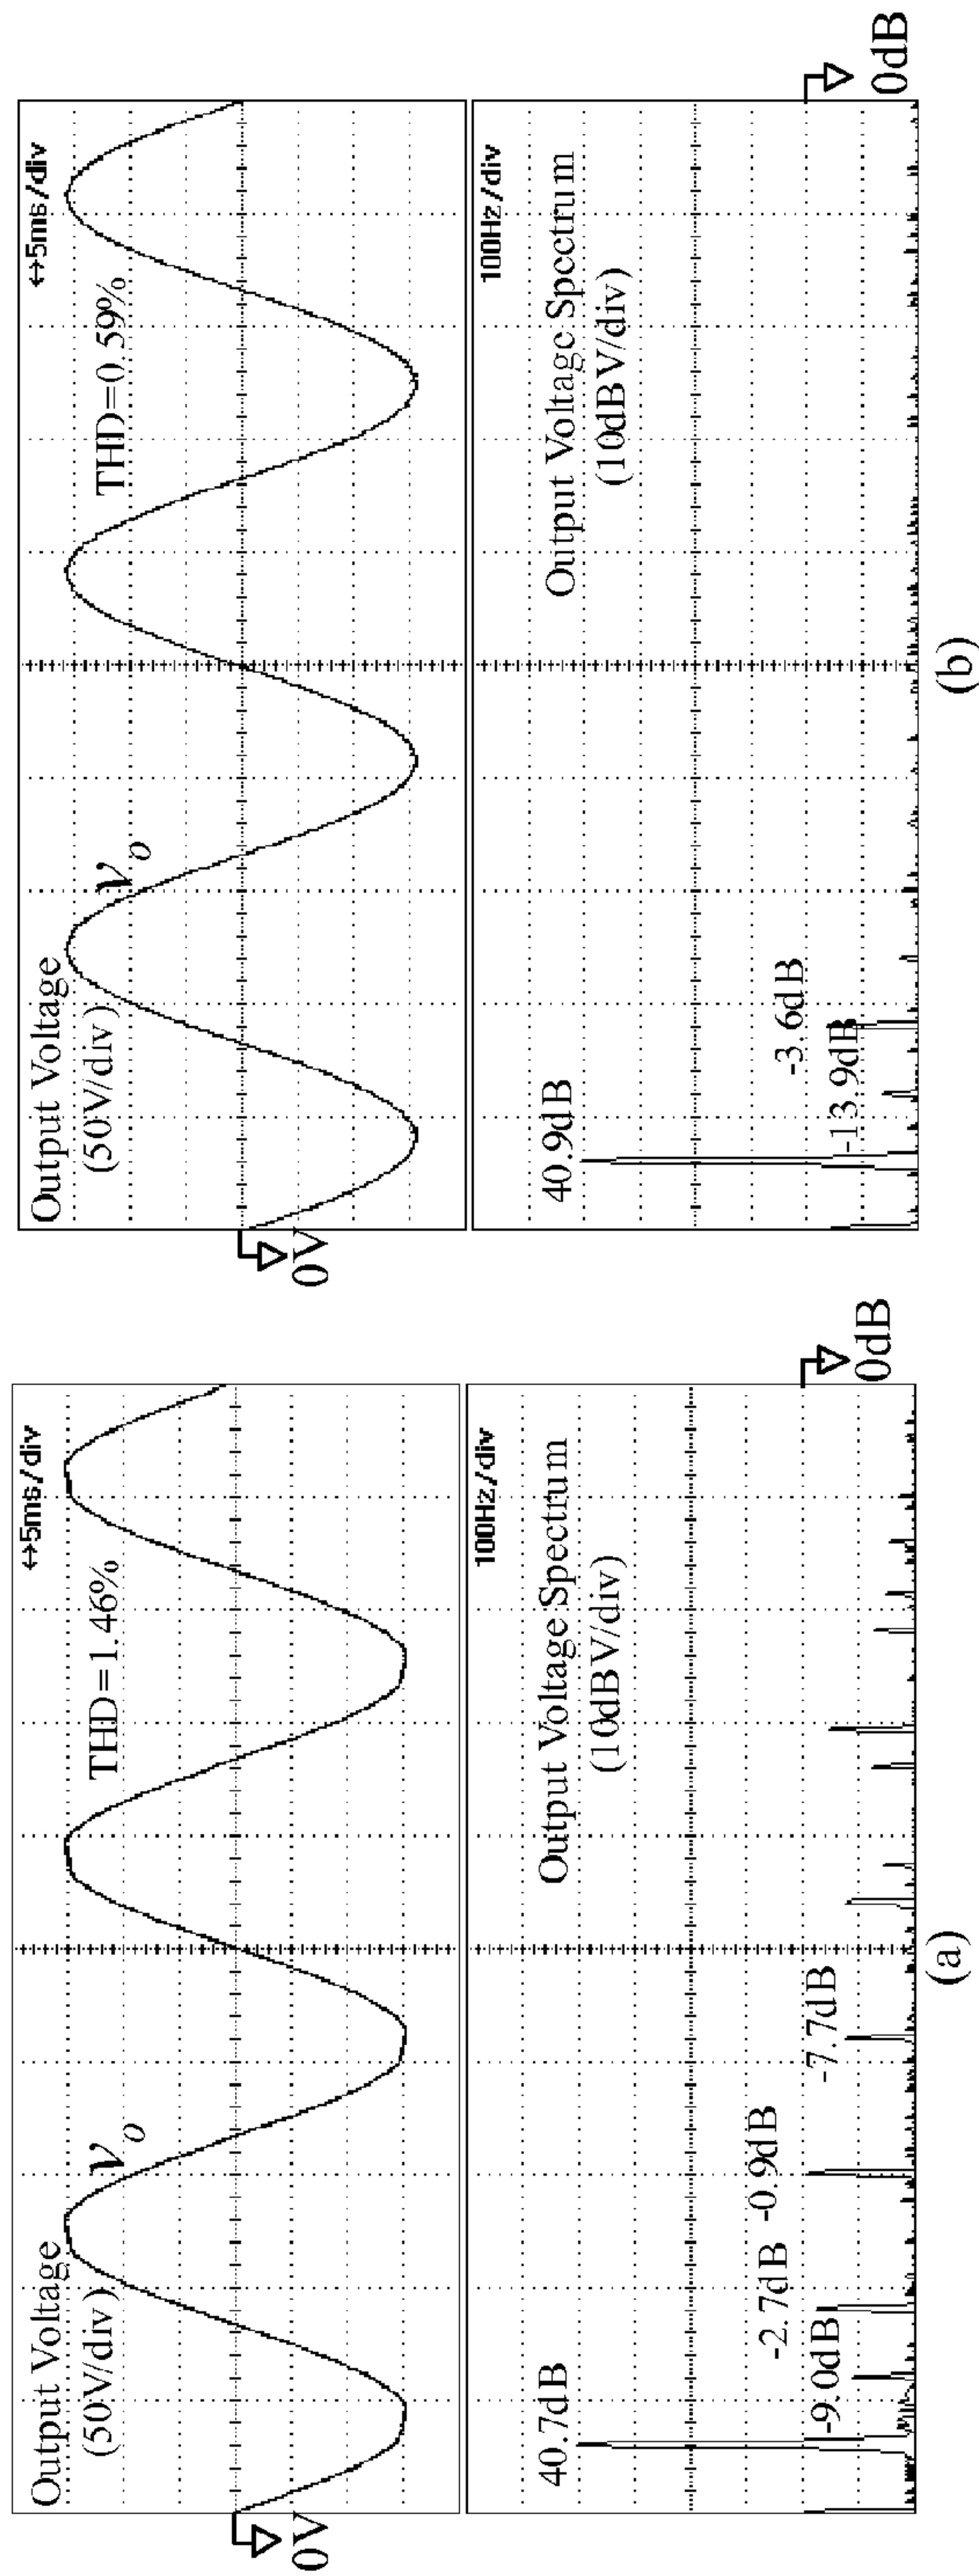 Output Voltage
(50V/div)
vo
THD=1.46%
↔5ms/div
0V
100Hz/div
Output Voltage Spectrum
(10dBV/div)
40.7dB
-9.0dB
-2.7dB
-0.9dB
-7.7dB
0dB
(a)
Output Voltage
(50V/div)
vo
THD=0.59%
↔5ms/div
0V
100Hz/div
Output Voltage Spectrum
(10dBV/div)
40.9dB
-13.9dB
-3.6dB
0dB
(b)